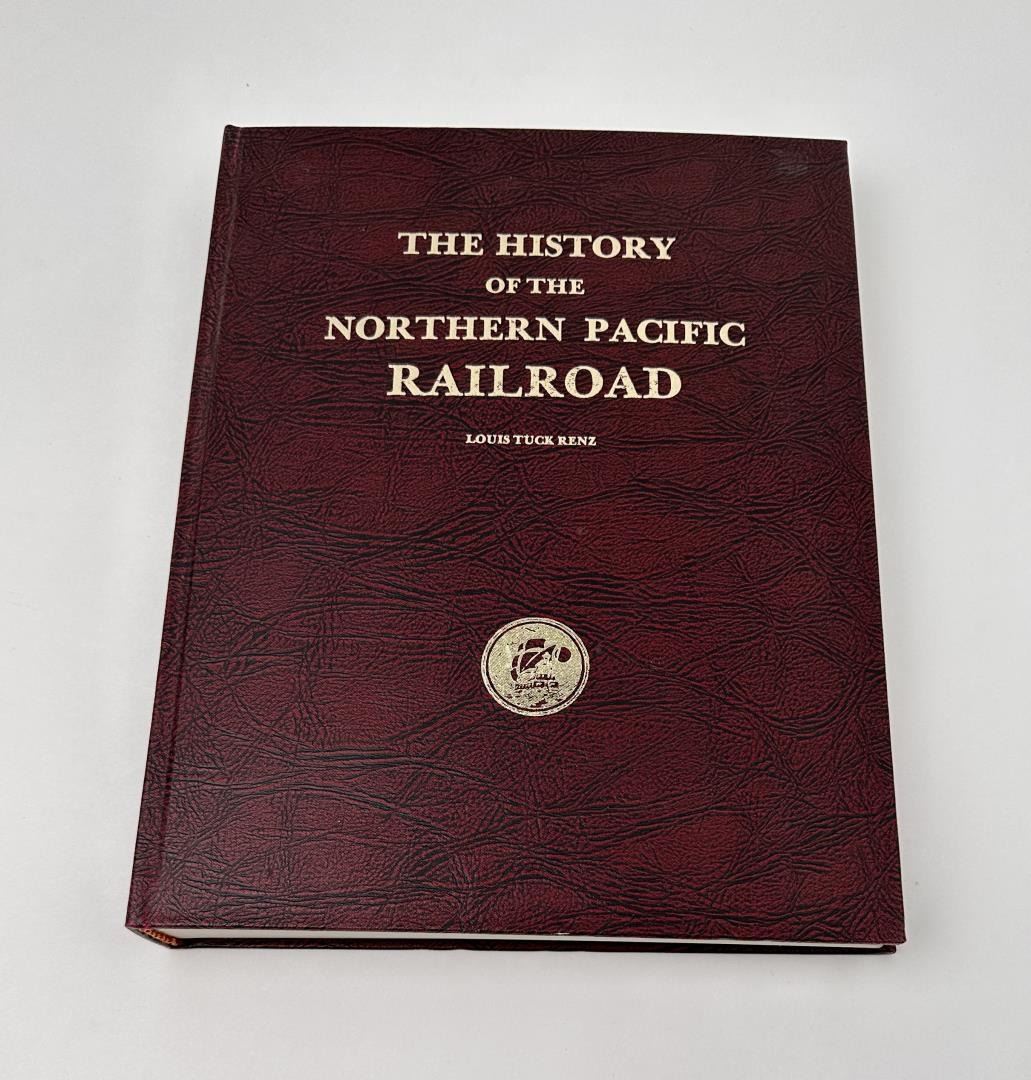 THE HISTORY
OF THE
NORTHERN PACIFIC
RAILROAD
LOUIS TUCK RENZ